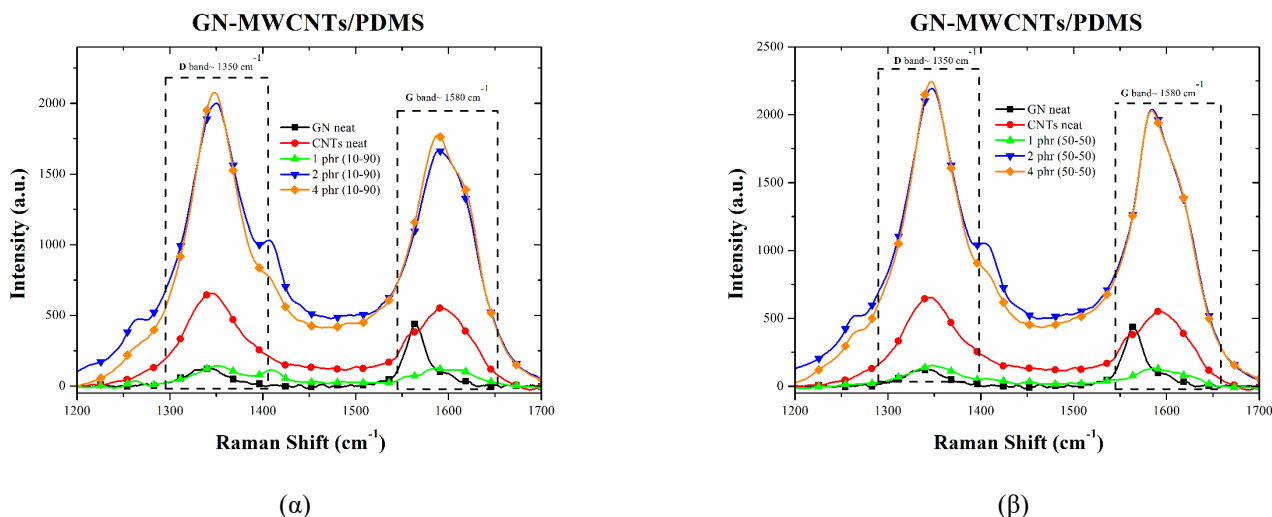 GN-MWCNTs/PDMS
D band~ 1350 cm⁻¹
G band~ 1580 cm⁻¹
GN neat
CNTs neat
1 phr (10-90)
2 phr (10-90)
4 phr (10-90)
2000
1500
1000
500
0
Intensity (a.u.)
1200 1300 1400 1500 1600 1700
Raman Shift (cm⁻¹)
(α)
GN-MWCNTs/PDMS
D band~ 1350 cm⁻¹
G band~ 1580 cm⁻¹
GN neat
CNTs neat
1 phr (50-50)
2 phr (50-50)
4 phr (50-50)
2500
2000
1500
1000
500
0
Intensity (a.u.)
1200 1300 1400 1500 1600 1700
Raman Shift (cm⁻¹)
(β)